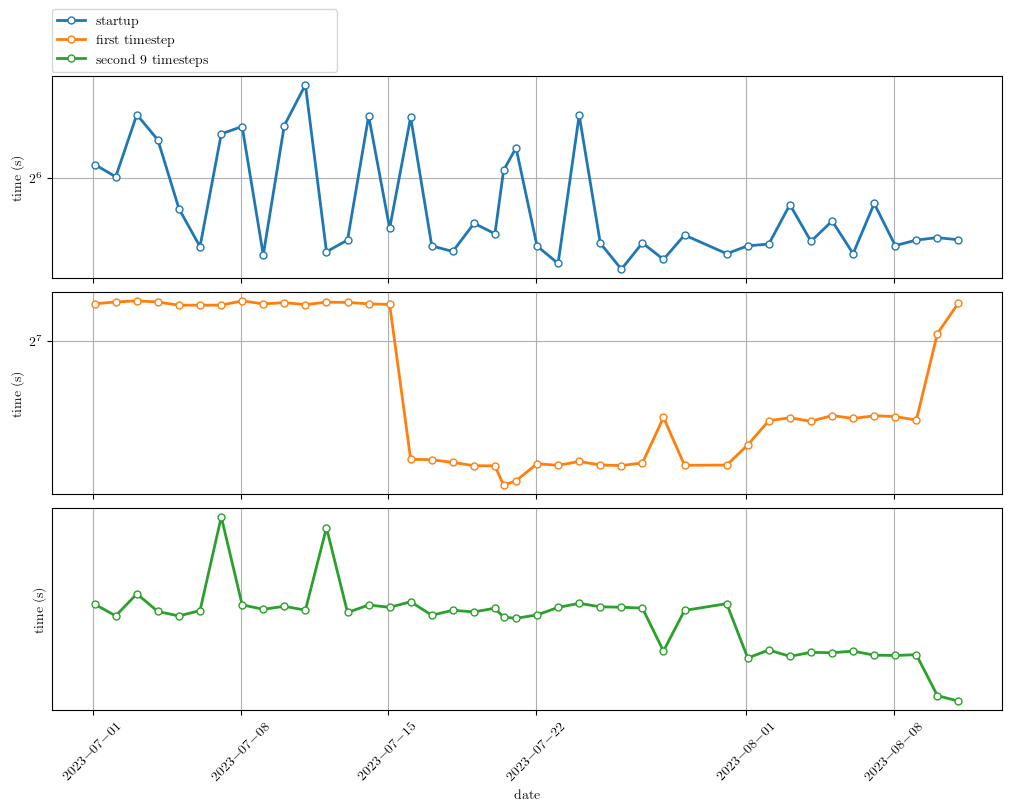 startup
first timestep
second 9 timesteps
time (s)
2^6
time (s)
2^7
time (s)
2023−07−01
2023−07−08
2023−07−15
2023−07−22
2023−08−01
2023−08−08
date